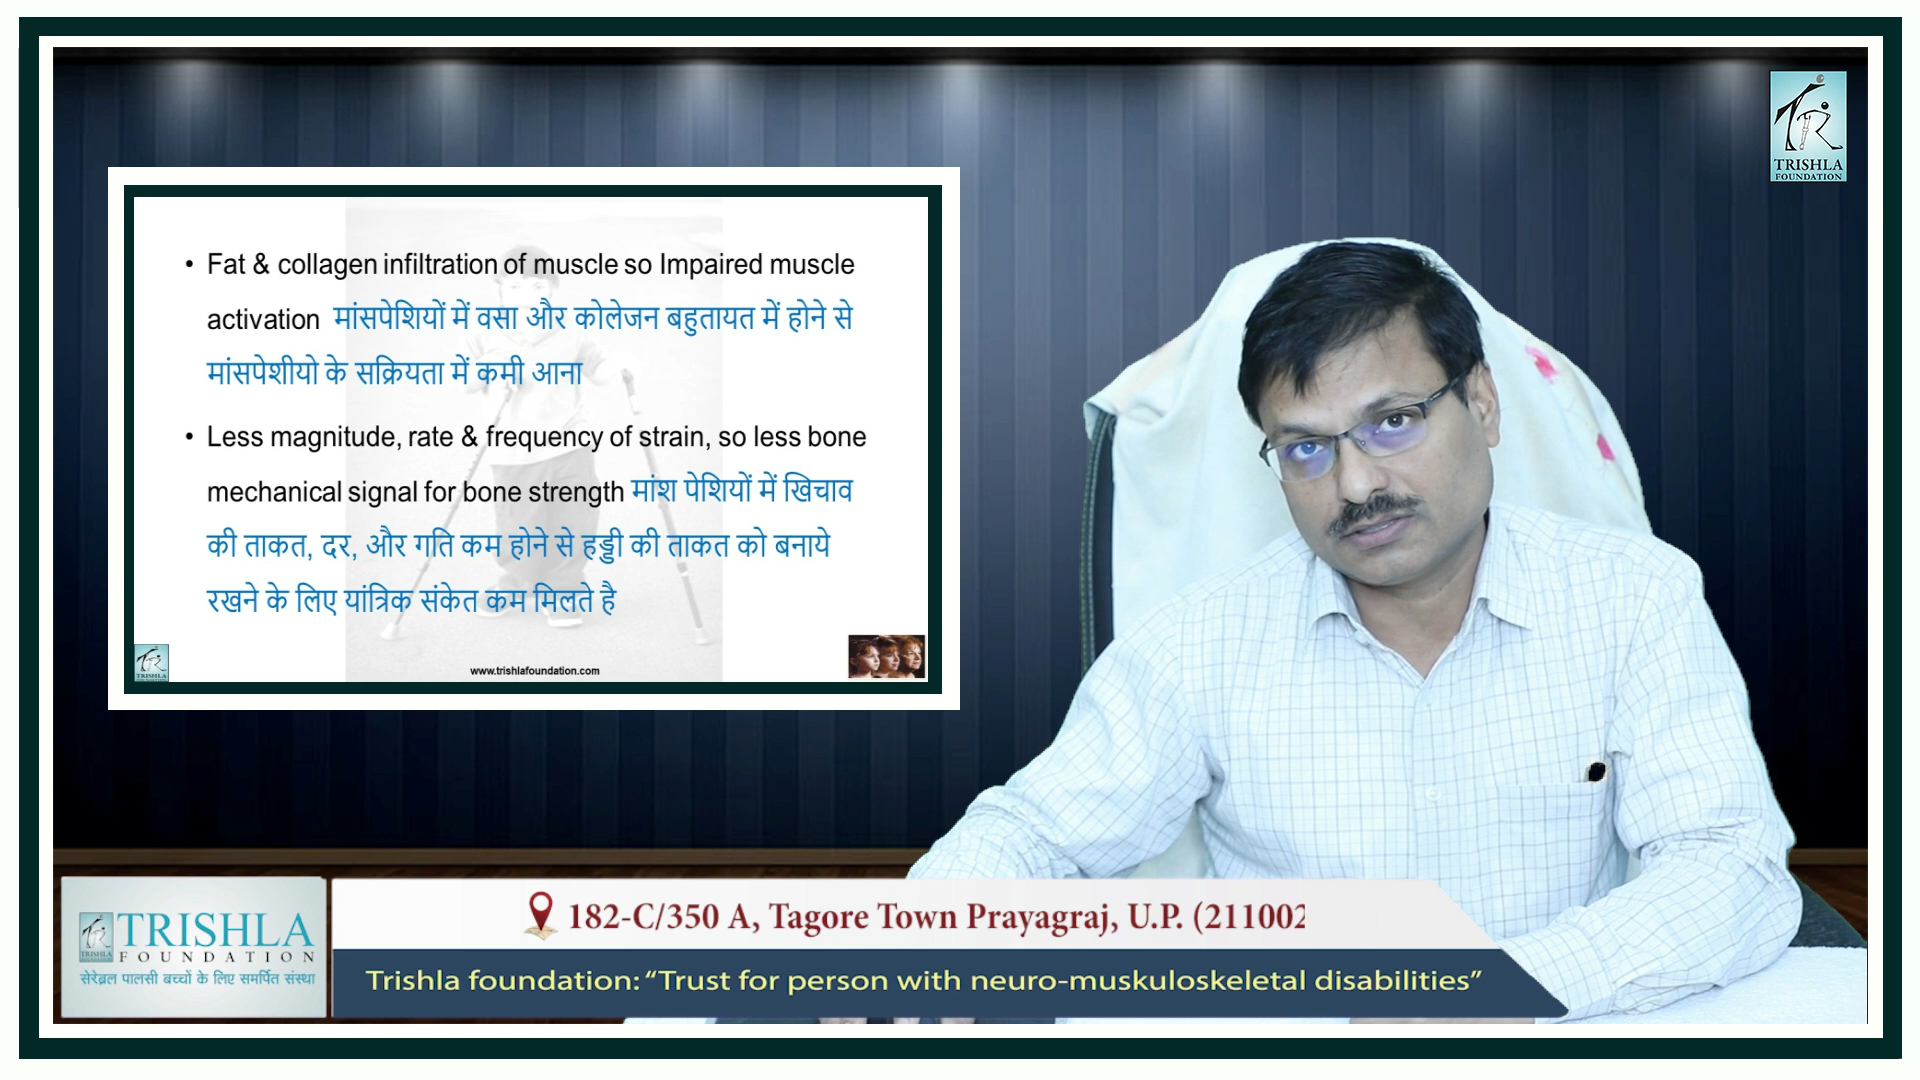 TRISHLA
FOUNDATION
• Fat & collagen infiltration of muscle so Impaired muscle
activation मांसपेशियों में वसा और कोलेजन बहुतायत में होने से
मांसपेशीयो के सक्रियता में कमी आना
• Less magnitude, rate & frequency of strain, so less bone
mechanical signal for bone strength मांश पेशियों में खिचाव
की ताकत, दर, और गति कम होने से हड्डी की ताकत को बनाये
रखने के लिए यांत्रिक संकेत कम मिलते है
TRISHLA
www.trishlafoundation.com
182-C/350 A, Tagore Town Prayagraj, U.P. (211002
TRISHLA
FOUNDATION
सेरेब्रल पालसी बच्चों के लिए समर्पित संस्था
Trishla foundation: “Trust for person with neuro-muskuloskeletal disabilities”